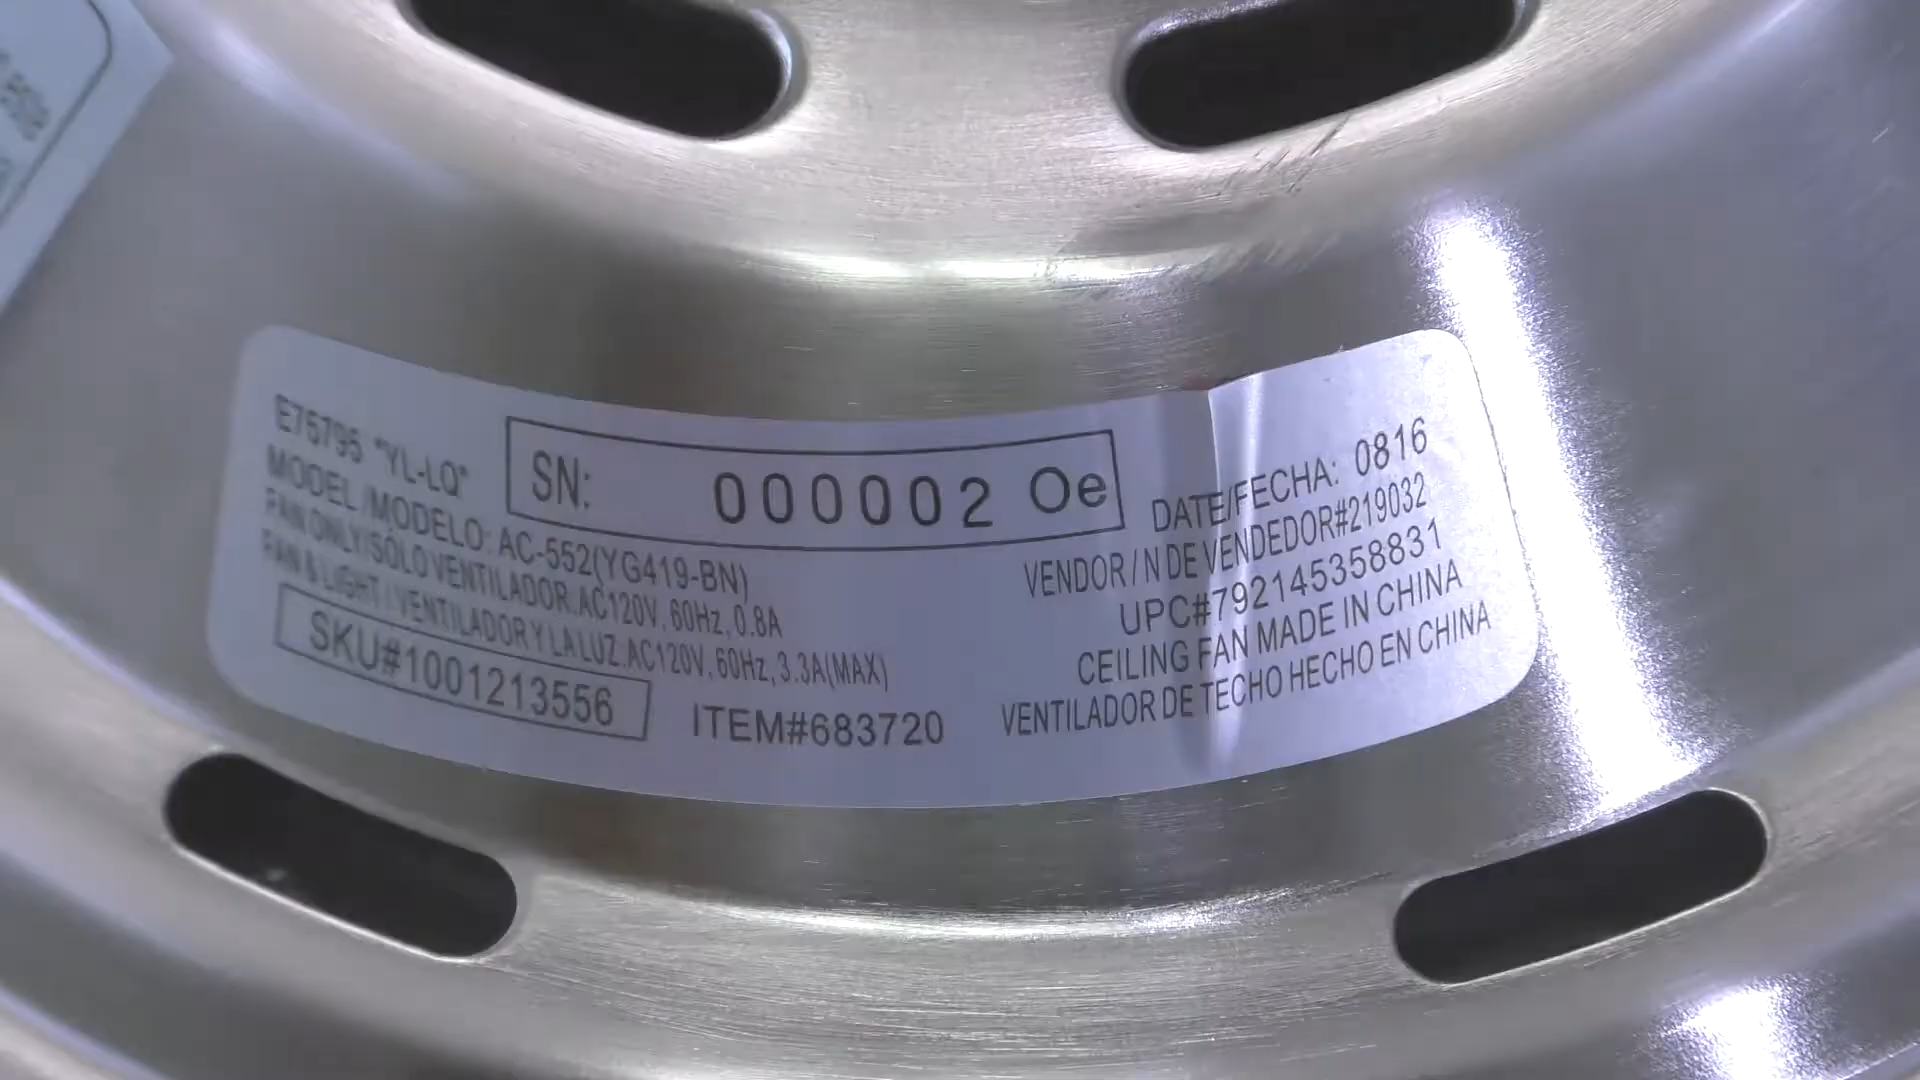 E75795 "YL-LQ"
SN: 000002 Oe
MODEL/MODELO: AC-552(YG419-BN)
FAN ONLY/SÓLO VENTILADOR:AC120V, 60Hz, 0.8A
FAN & LIGHT / VENTILADOR Y LA LUZ:AC120V, 60Hz, 3.3A(MAX)
SKU#1001213556
ITEM#683720
DATE/FECHA: 0816
VENDOR / N DE VENDEDOR#219032
UPC#792145358831
CEILING FAN MADE IN CHINA
VENTILADOR DE TECHO HECHO EN CHINA